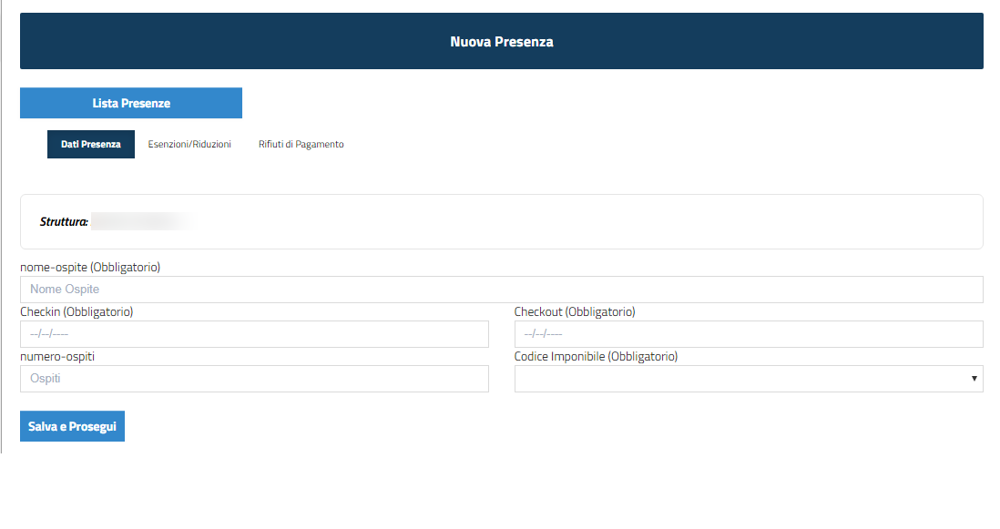 Nuova Presenza
Lista Presenze
Dati Presenza Esenzioni/Riduzioni Rifiuti di Pagamento
Struttura:
nome-ospite (Obbligatorio)
Nome Ospite
Checkin (Obbligatorio) Checkout (Obbligatorio)
--/--/---- --/--/----
numero-ospiti Codice Imponibile (Obbligatorio)
Ospiti
Salva e Prosegui